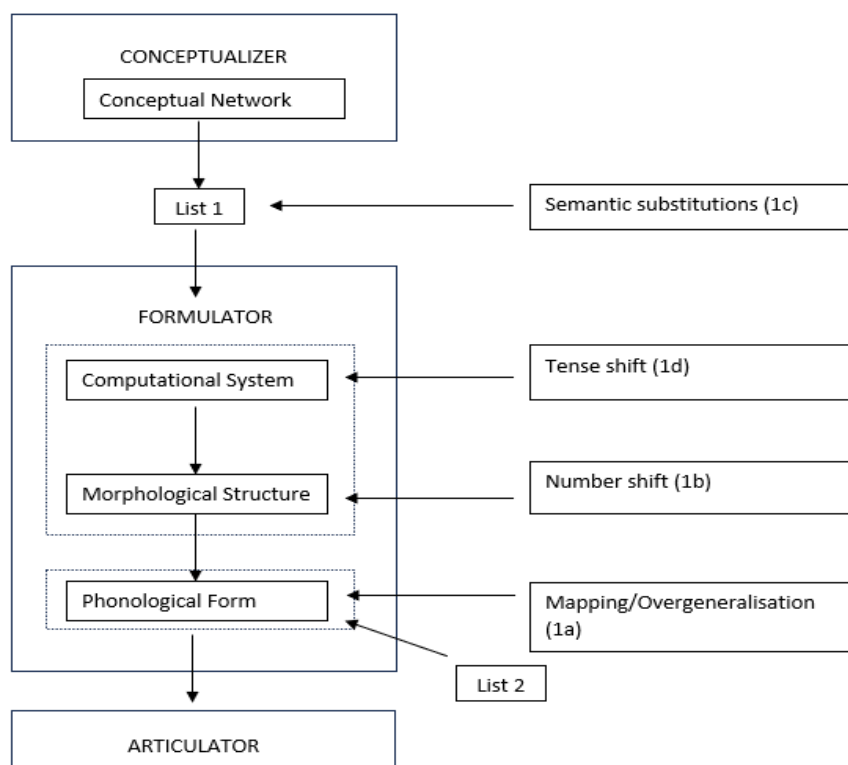 CONCEPTUALIZER
Conceptual Network
List 1
Semantic substitutions (1c)
FORMULATOR
Computational System
Tense shift (1d)
Morphological Structure
Number shift (1b)
Phonological Form
Mapping/Overgeneralisation
(1a)
List 2
ARTICULATOR